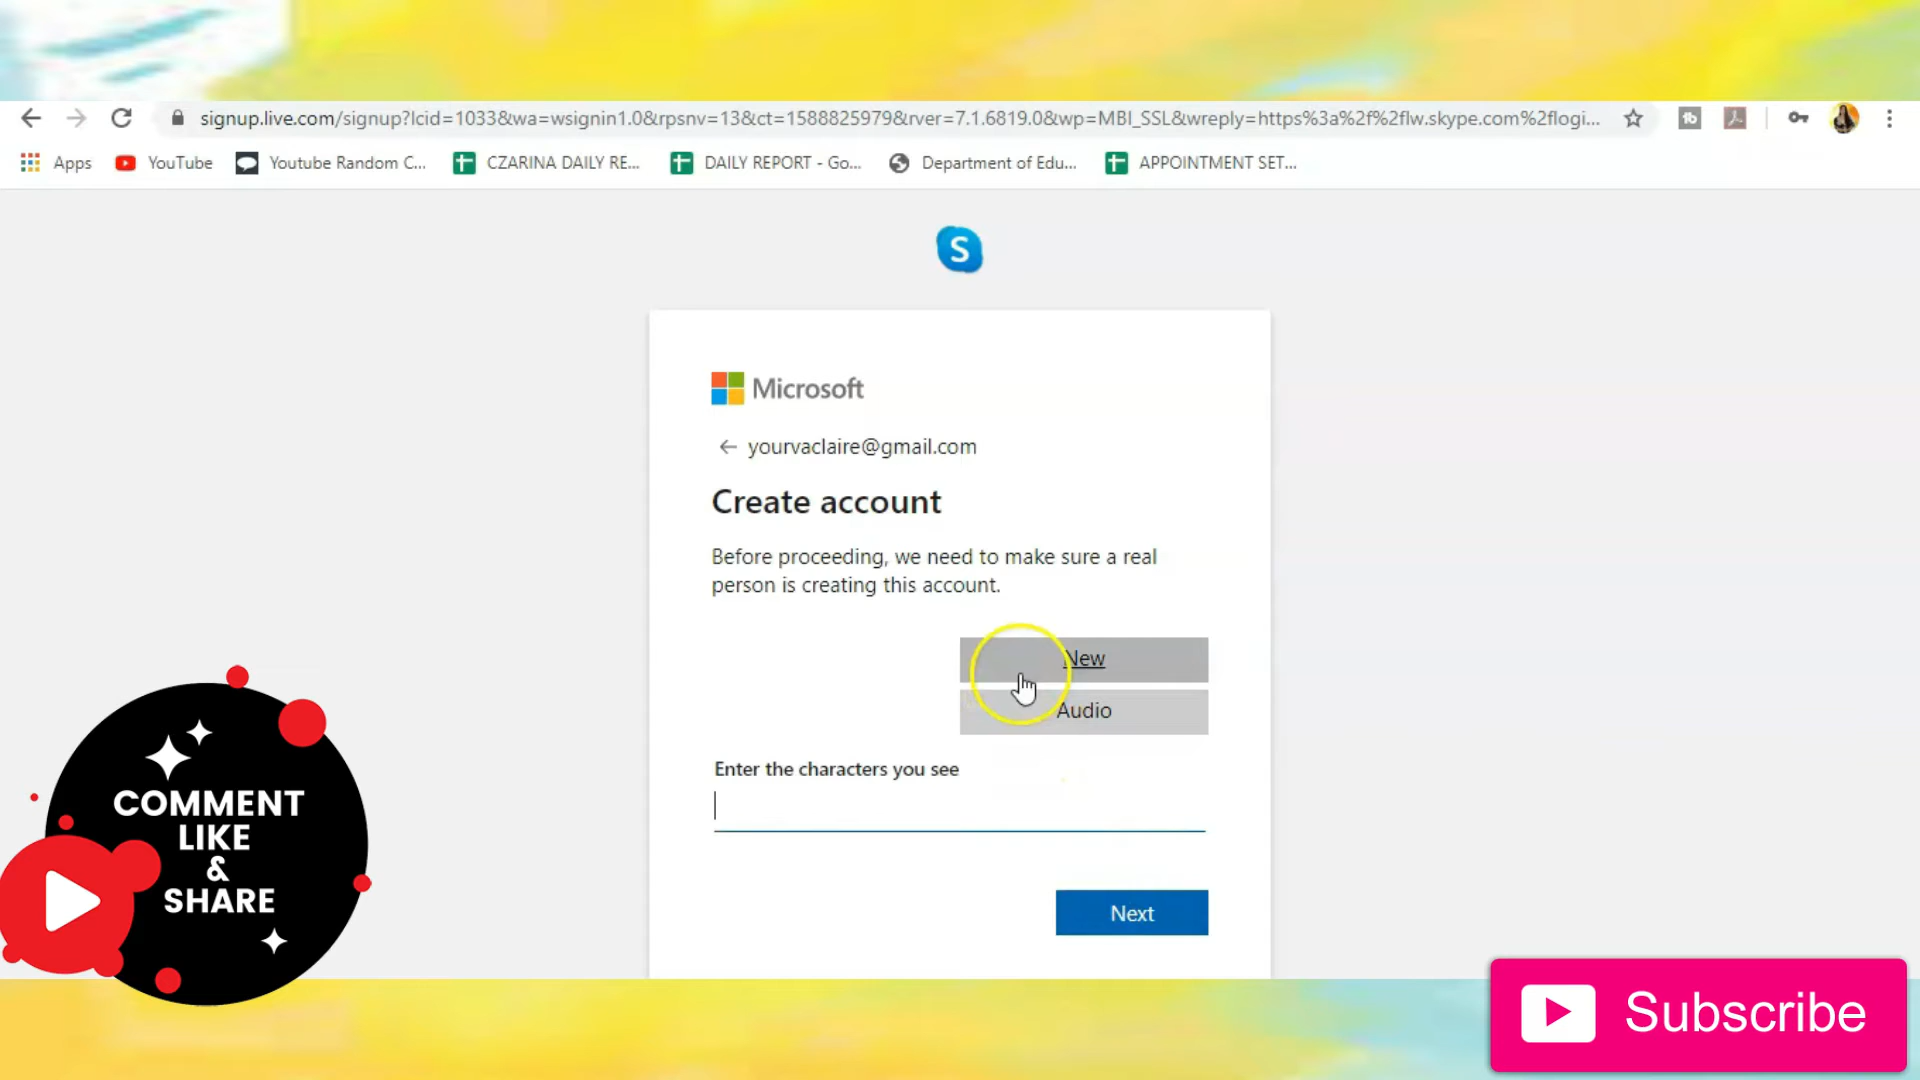 signup.live.com/signup?lcid=1033&wa=wsignin1.0&rpsnv=13&ct=1588825979&rver=7.1.6819.0&wp=MBI_SSL&wreply=https%3a%2f%2flw.skype.com%2flogi...
Apps YouTube Youtube Random C... CZARINA DAILY RE... DAILY REPORT - Go... Department of Edu... APPOINTMENT SET...
S
Microsoft
yourvaclaire@gmail.com
Create account
Before proceeding, we need to make sure a real
person is creating this account.
New
Audio
Enter the characters you see
Next
COMMENT
LIKE
&
SHARE
Subscribe